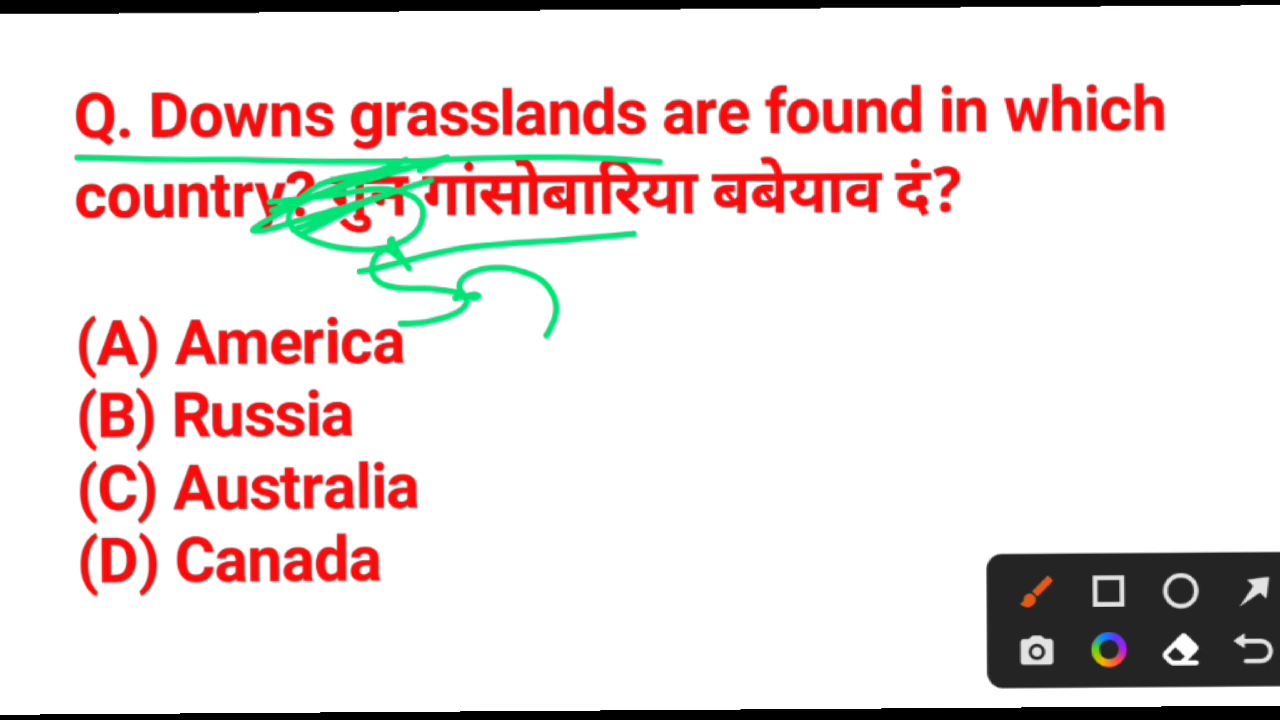 Q. Downs grasslands are found in which
country? गुन गांसोबारिया बबेयाव दं?
(A) America
(B) Russia
(C) Australia
(D) Canada